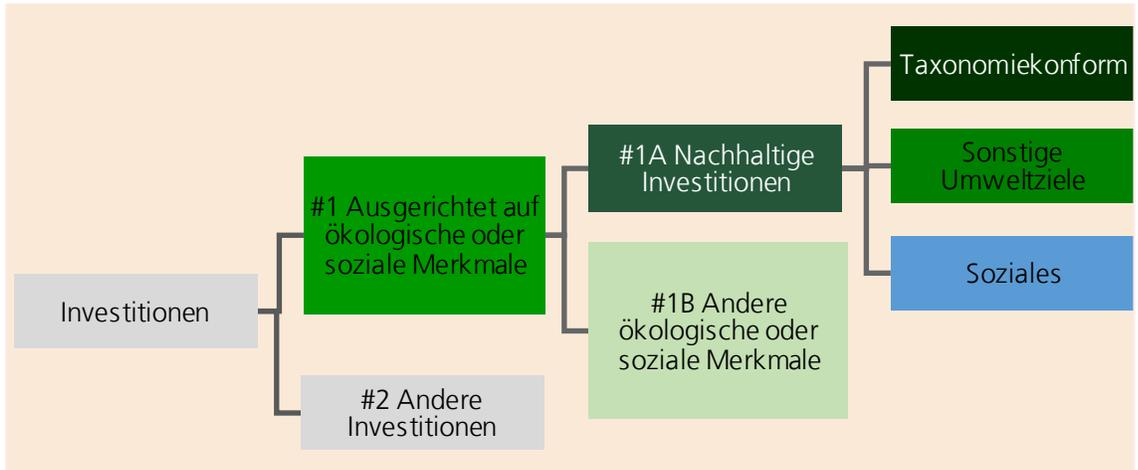 Investitionen
#1 Ausgerichtet auf
ökologische oder
soziale Merkmale
#2 Andere
Investitionen
#1A Nachhaltige
Investitionen
#1B Andere
ökologische oder
soziale Merkmale
Taxonomiekonform
Sonstige
Umweltziele
Soziales